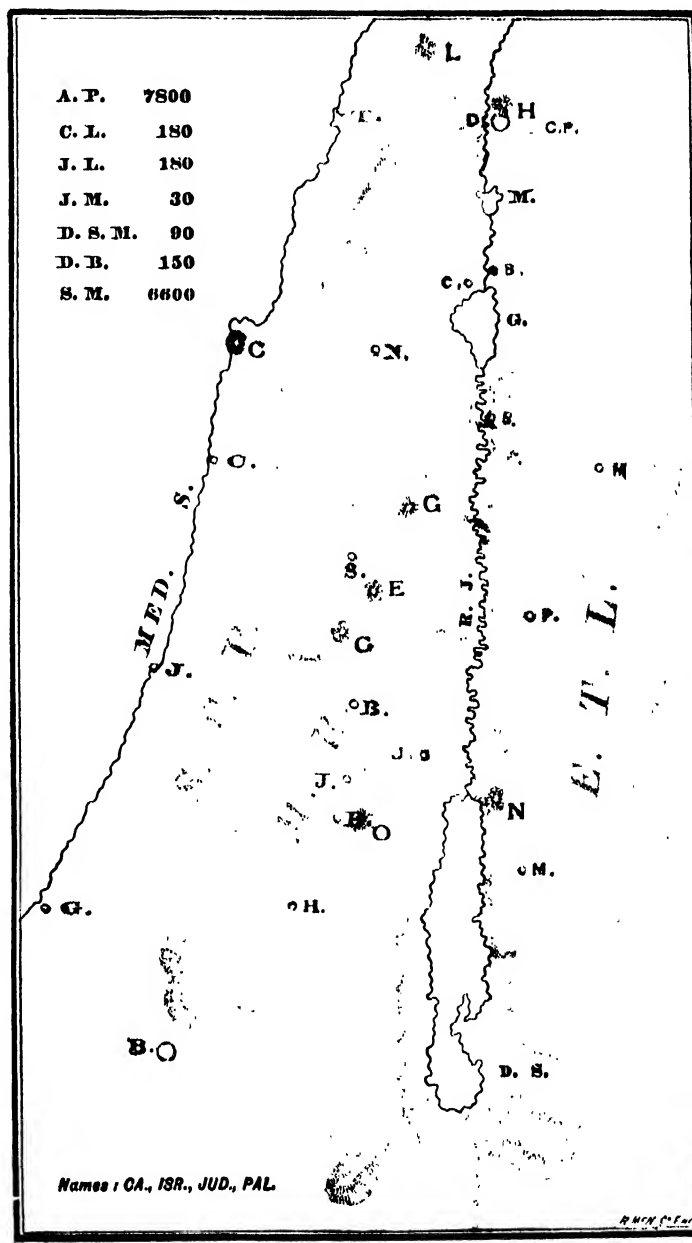 A. P. 7800
C. L. 180
J. L. 180
J. M. 30
D. S. M. 90
D. B. 150
S. M. 6600
L
T.
H
D.
C.P.
M.
B.
C.
G.
C
N.
S.
C.
M
G
MED. S.
S.
E
R. J.
P.
G
E. T. L.
J.
B.
J.
J.
N
B.
O
M.
G.
H.
B.
D. S.
Names : CA., ISR., JUD., PAL.